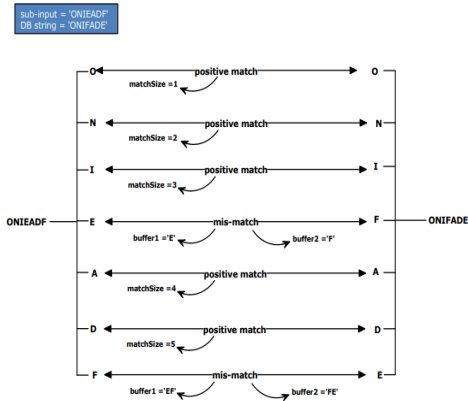 sub-input = 'ONIEADF'
DB string = 'ONIFADE'
O positive match O
matchSize =1
N positive match N
matchSize =2
I positive match I
matchSize =3
ONIEADF E mis-match F ONIFADE
buffer1 ='E' buffer2 ='F'
A positive match A
matchSize =4
D positive match D
matchSize =5
F mis-match E
buffer1 ='EF' buffer2 ='FE'